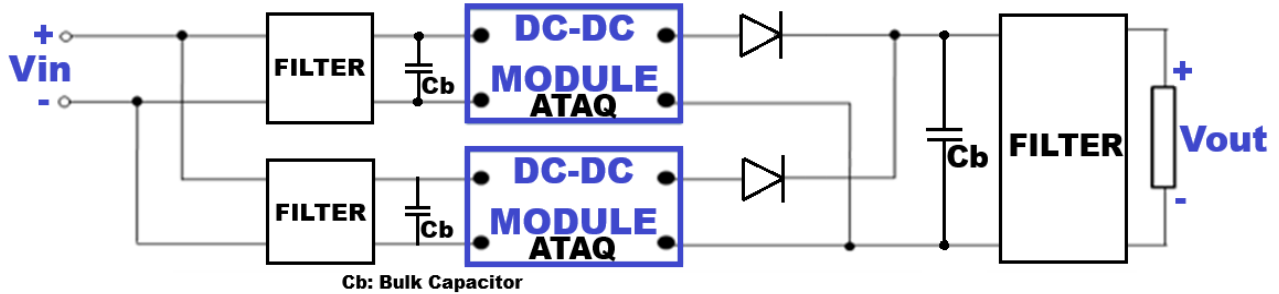 +
Vin
-
FILTER
Cb
DC-DC
MODULE
ATAQ
FILTER
Cb
DC-DC
MODULE
ATAQ
Cb
FILTER
+
Vout
-
Cb: Bulk Capacitor